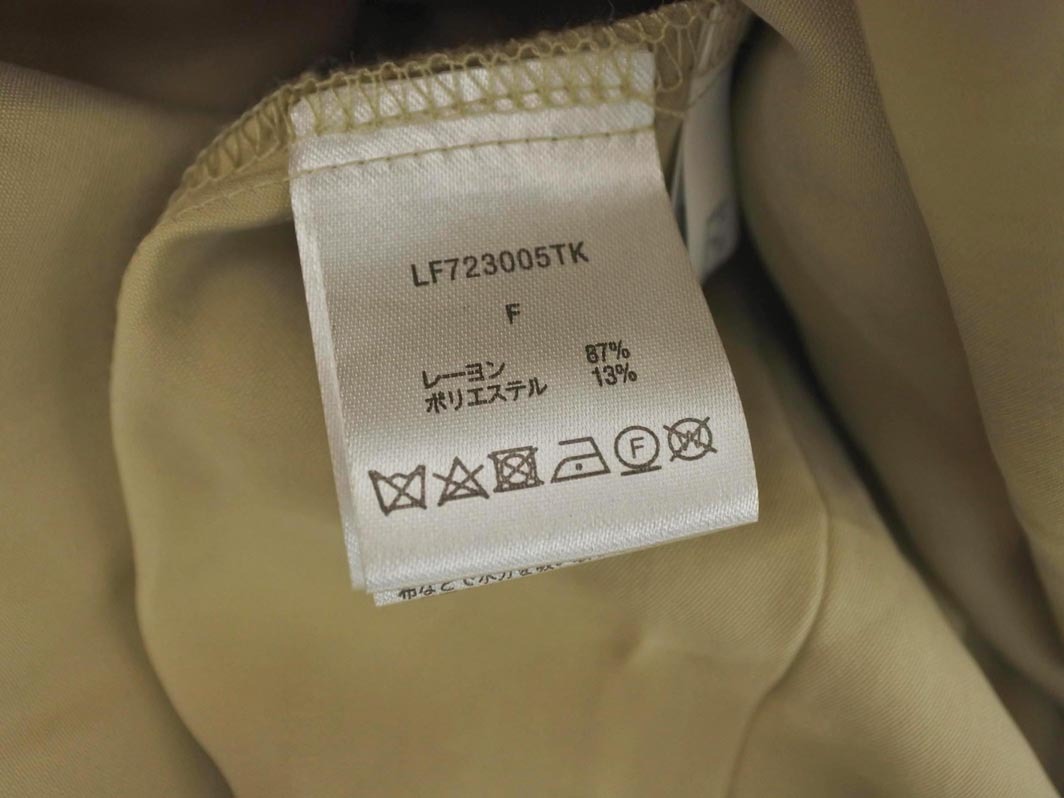 LF723005TK
F
レーヨン 87%
ポリエステル 13%
F W